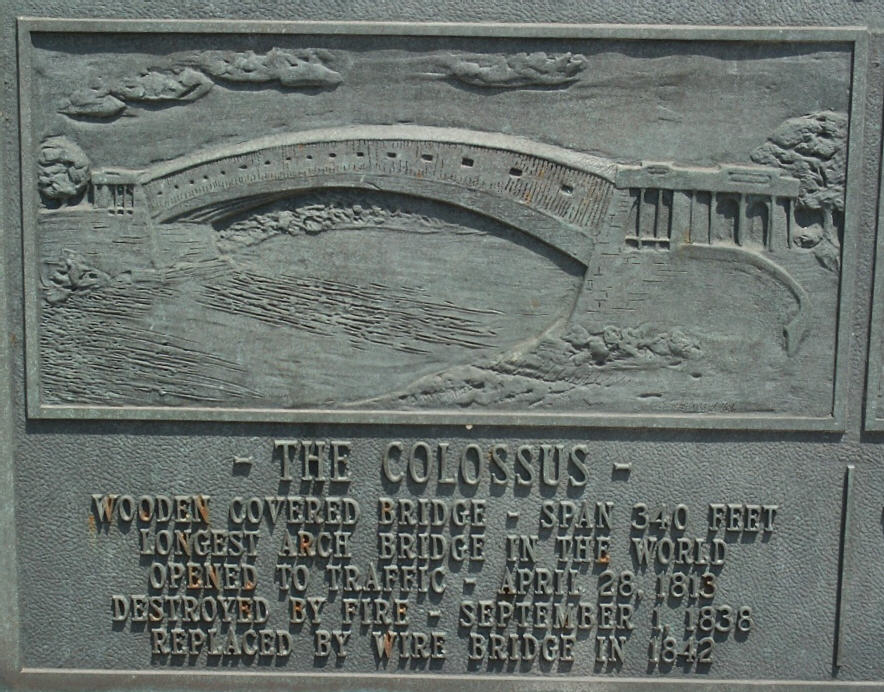 - THE COLOSSUS -
WOODEN COVERED BRIDGE - SPAN 340 FEET
LONGEST ARCH BRIDGE IN THE WORLD
OPENED TO TRAFFIC - APRIL 28, 1813
DESTROYED BY FIRE - SEPTEMBER 1, 1838
REPLACED BY WIRE BRIDGE IN 1842